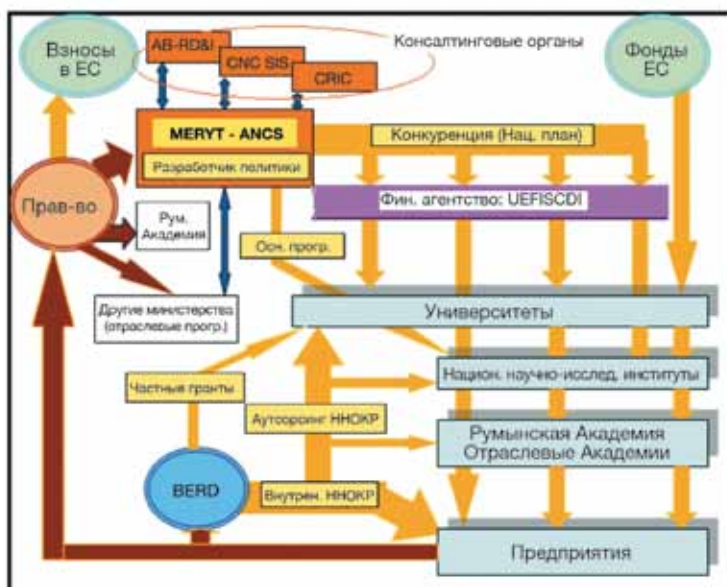 Взносы
в ЕС
AB-RD&I
CNC SIS
CRIC
Консалтинговые органы
Фонды
ЕС
MERYT - ANCS
Разработчик политики
Конкуренция (Нац. план)
Прав-во
Рум.
Академия
Фин. агентство: UEFISCDI
Осн. прогр.
Другие министерства
(отраслевые прогр.)
Университеты
Частные гранты
Национ. научно-исслед. институты
Аутсорсинг ННОКР
Румынская Академия
Отраслевые Академии
BERD
Внутрен. ННОКР
Предприятия